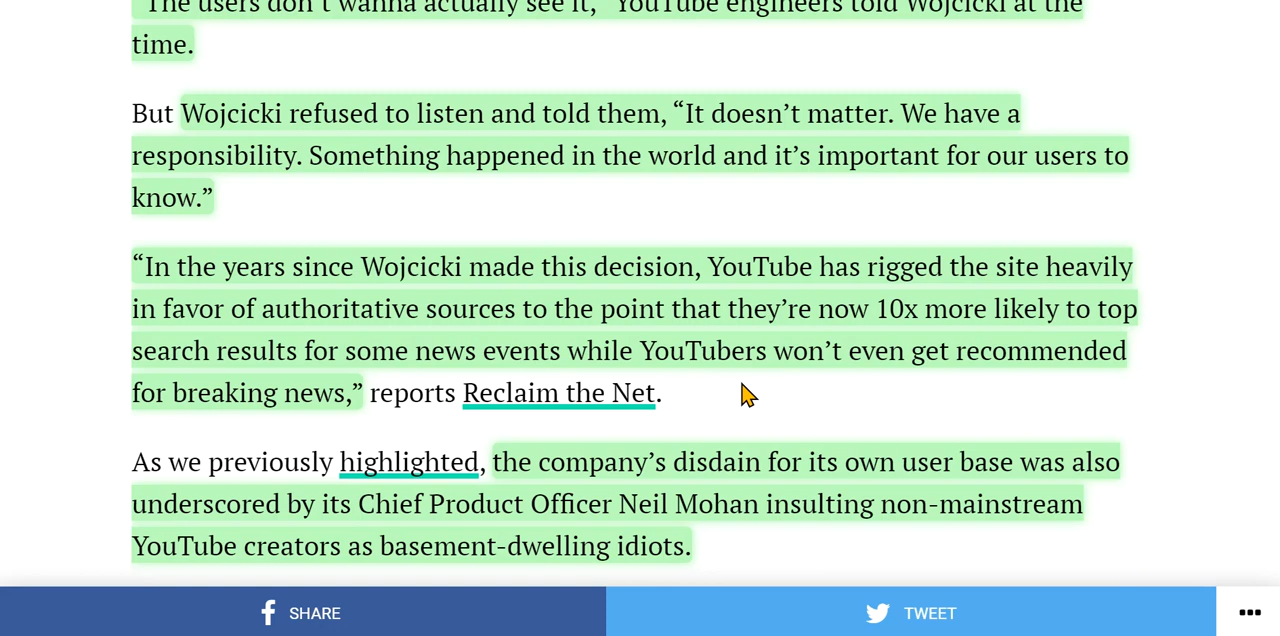 "The users don't wanna actually see it," YouTube engineers told Wojcicki at the
time.
But Wojcicki refused to listen and told them, “It doesn’t matter. We have a
responsibility. Something happened in the world and it’s important for our users to
know.”
“In the years since Wojcicki made this decision, YouTube has rigged the site heavily
in favor of authoritative sources to the point that they’re now 10x more likely to top
search results for some news events while YouTubers won’t even get recommended
for breaking news,” reports Reclaim the Net.
As we previously highlighted, the company’s disdain for its own user base was also
underscored by its Chief Product Officer Neil Mohan insulting non-mainstream
YouTube creators as basement-dwelling idiots.
SHARE
TWEET